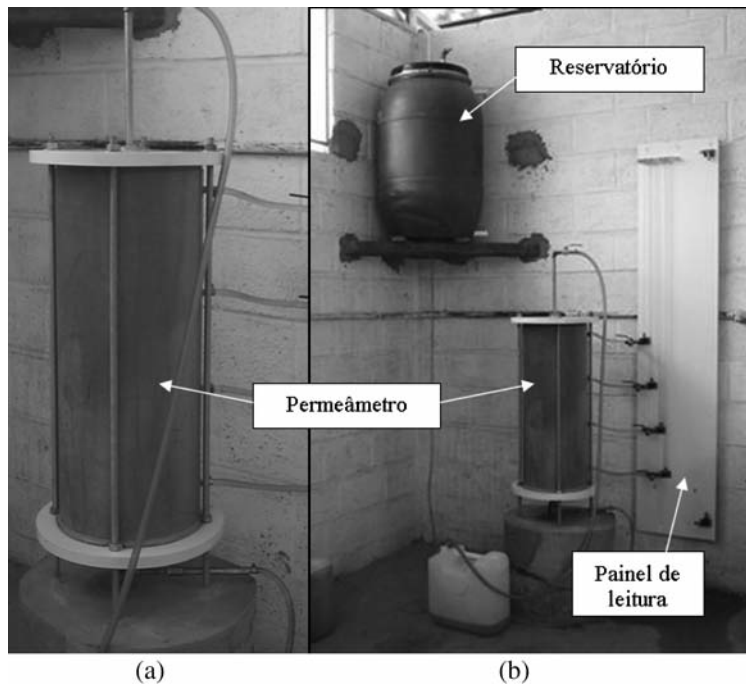 Reservatório
Permeâmetro
Painel de
leitura
(a)
(b)